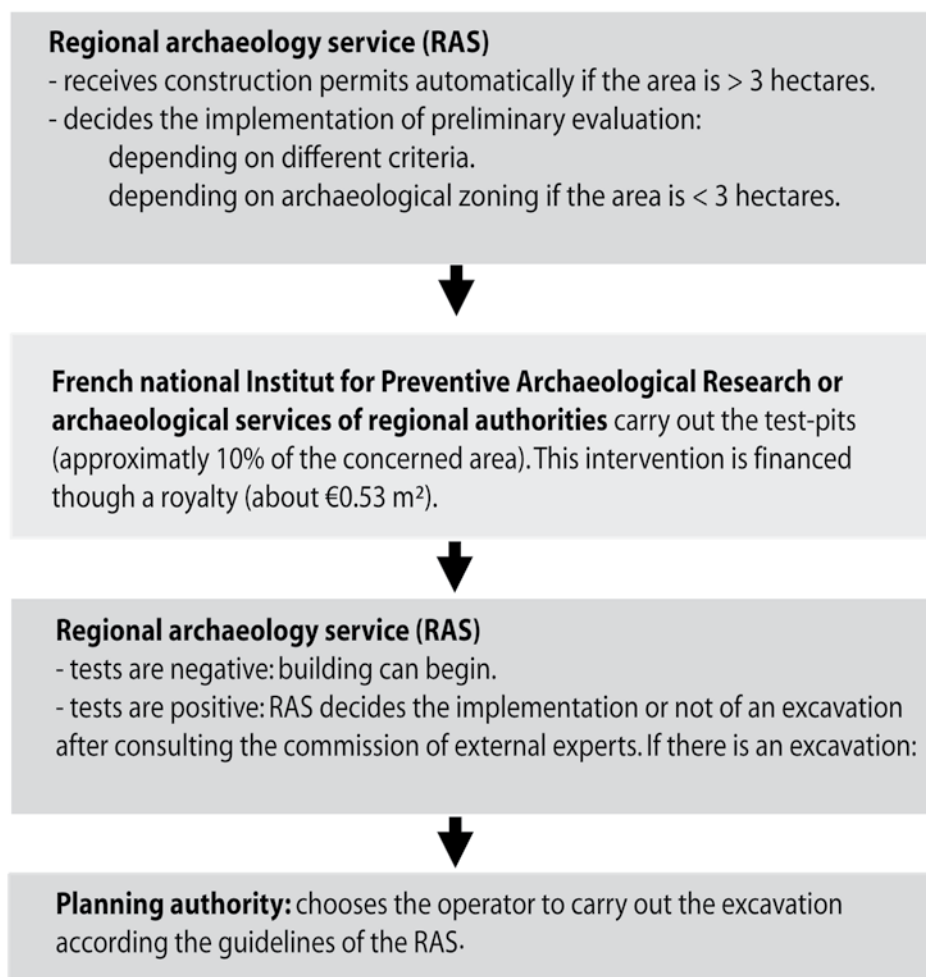 Regional archaeology service (RAS)
- receives construction permits automatically if the area is > 3 hectares.
- decides the implementation of preliminary evaluation:
depending on different criteria.
depending on archaeological zoning if the area is < 3 hectares.
French national Institut for Preventive Archaeological Research or
archaeological services of regional authorities carry out the test-pits
(approximatly 10% of the concerned area). This intervention is financed
though a royalty (about €0.53 m²).
Regional archaeology service (RAS)
- tests are negative: building can begin.
- tests are positive: RAS decides the implementation or not of an excavation
after consulting the commission of external experts. If there is an excavation:
Planning authority: chooses the operator to carry out the excavation
according the guidelines of the RAS.